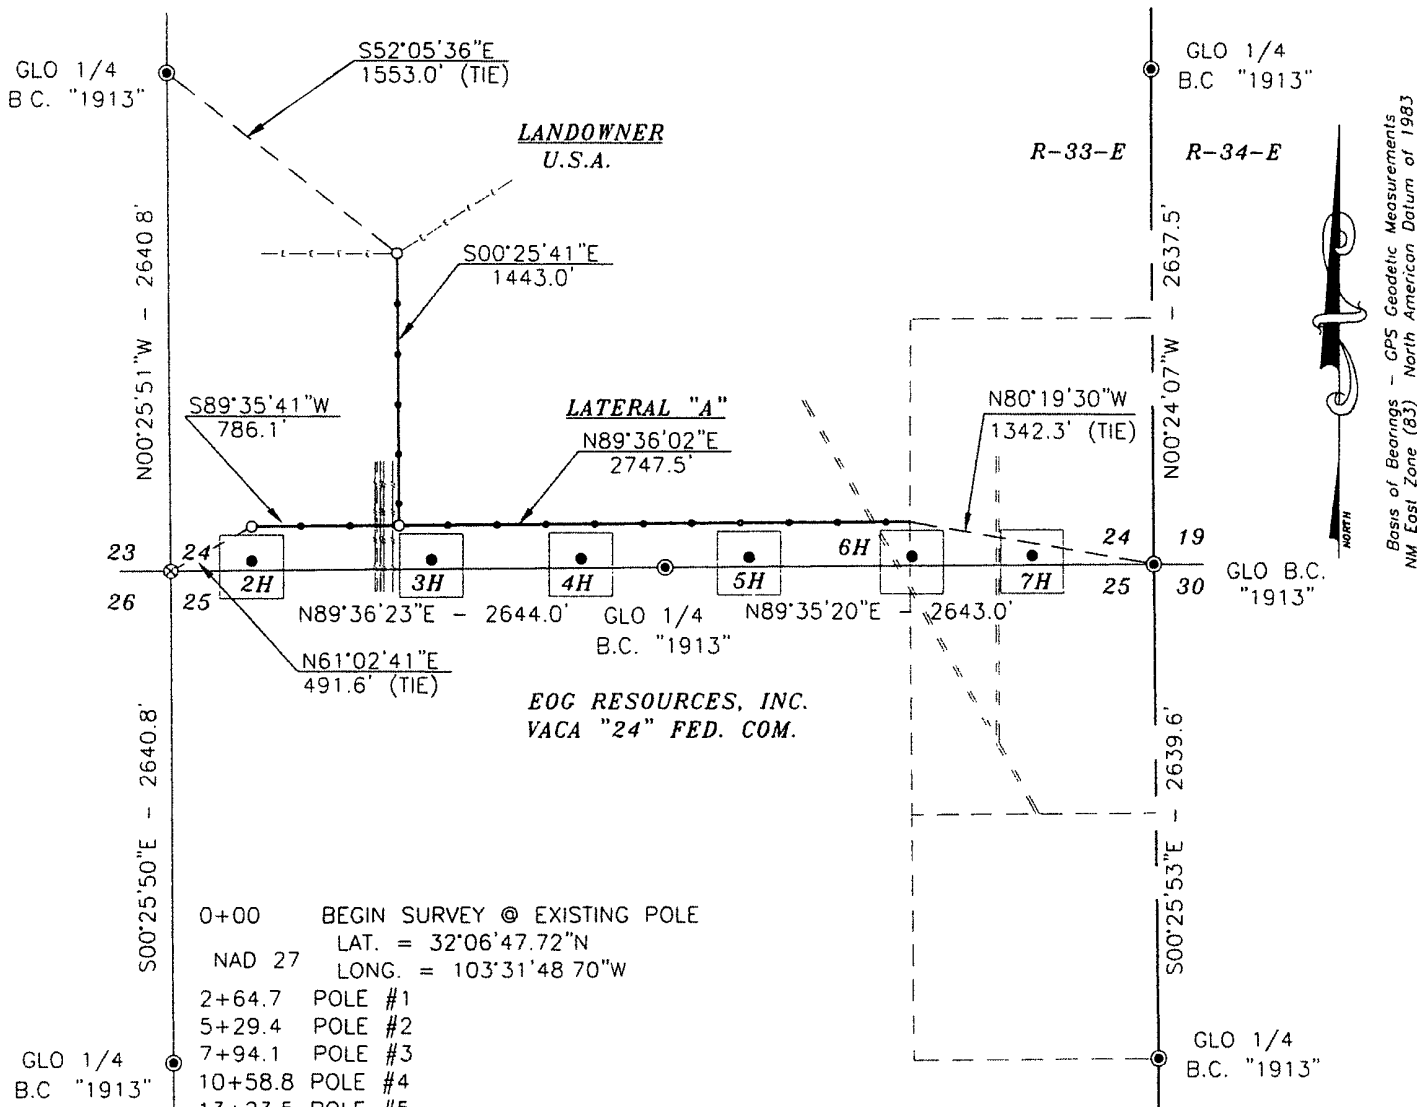 S52°05'36"E
1553.0' (TIE)
GLO 1/4
B C. "1913"
GLO 1/4
B.C "1913"
LANDOWNER
U.S.A.
R-33-E
R-34-E
Basis of Bearings - GPS Geodetic Measurements
NM East Zone (83) North American Datum of 1983
N00°25'51"W - 2640 8'
S00°25'41"E
1443.0'
N00°24'07"W - 2637.5'
S89°35'41"W
786.1'
LATERAL "A"
N89°36'02"E
2747.5'
N80°19'30"W
1342.3' (TIE)
NORTH
23
24
26
25
2H
3H
4H
5H
6H
7H
24
19
25
30
GLO B.C.
"1913"
N89°36'23"E - 2644.0'
GLO 1/4
B.C. "1913"
N89°35'20"E - 2643.0'
N61°02'41"E
491.6' (TIE)
EOG RESOURCES, INC.
VACA "24" FED. COM.
S00°25'50"E - 2640.8'
S00°25'53"E - 2639.6'
0+00 BEGIN SURVEY @ EXISTING POLE
LAT. = 32°06'47.72"N
NAD 27
LONG. = 103°31'48 70"W
2+64.7 POLE #1
5+29.4 POLE #2
7+94.1 POLE #3
10+58.8 POLE #4
13+23.5 POLE #5
GLO 1/4
B.C "1913"
GLO 1/4
B.C. "1913"